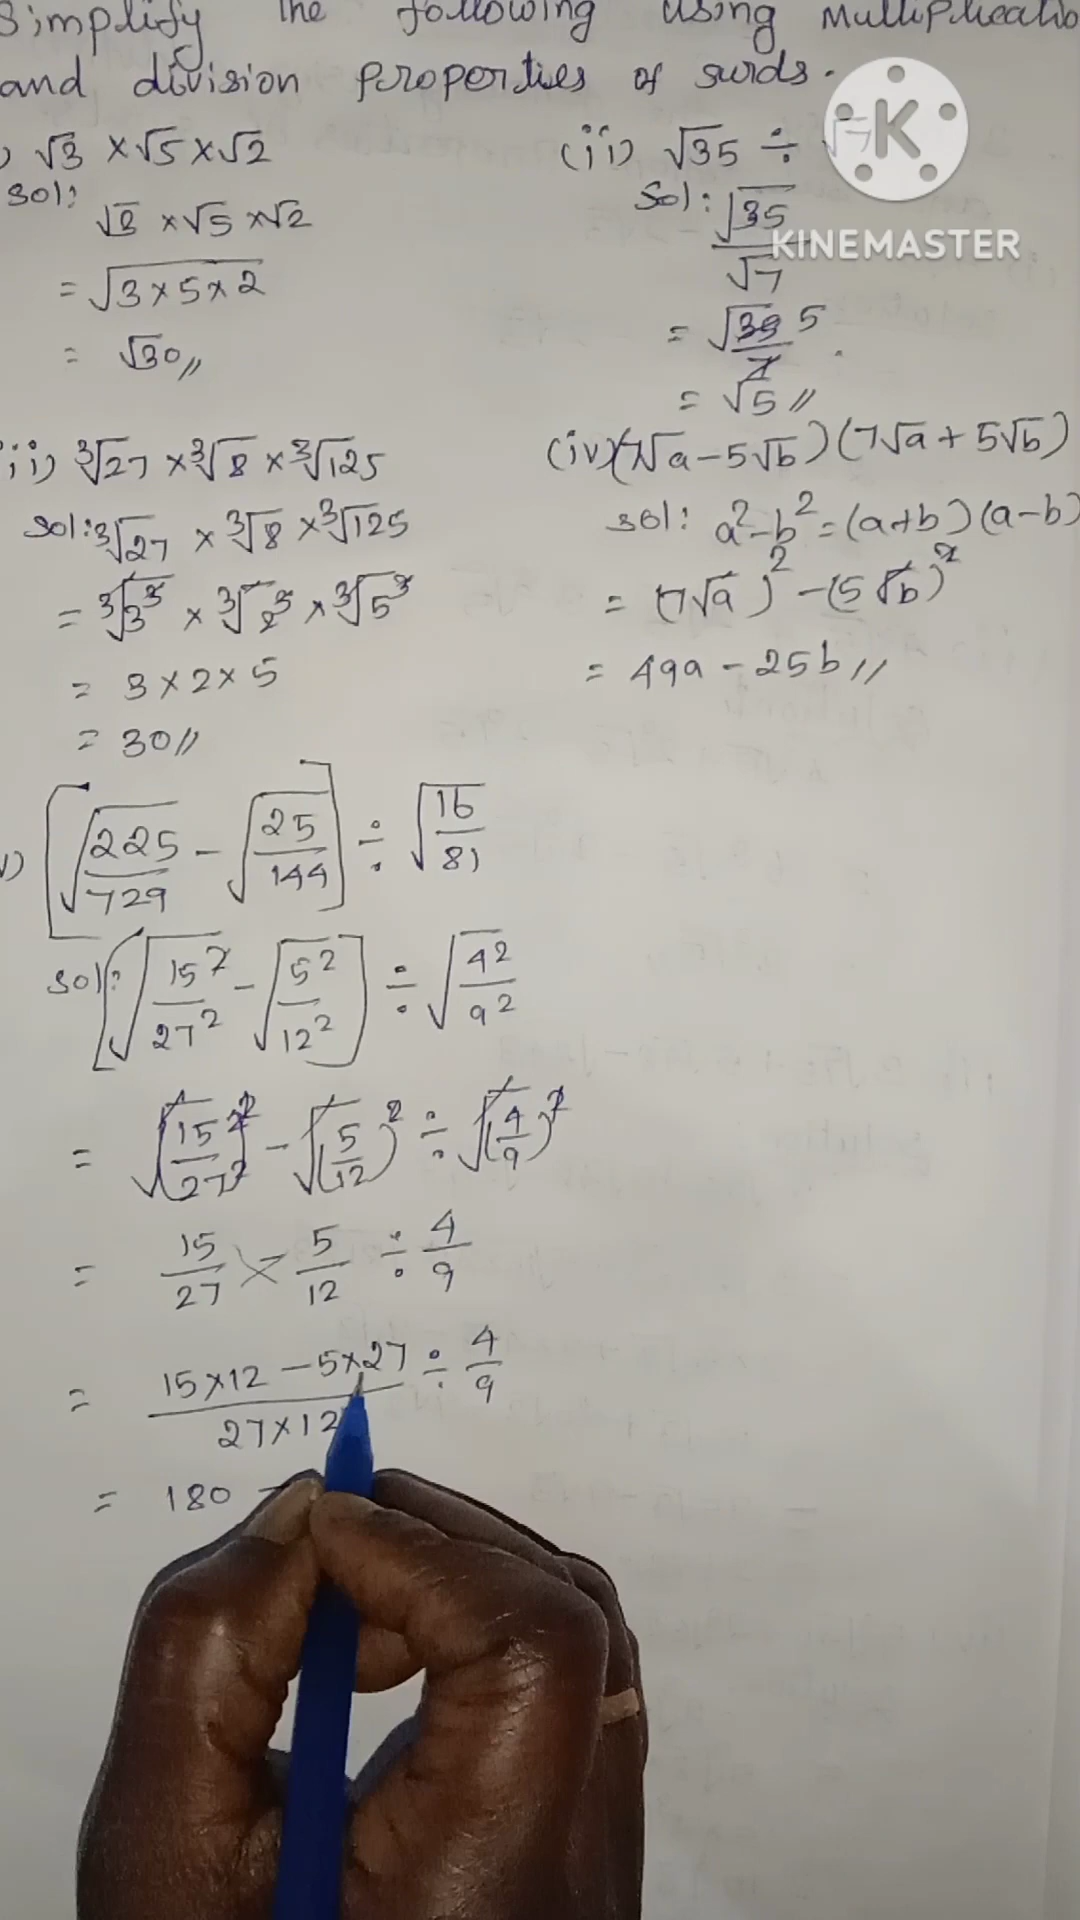 Simplify the following using Multiplicatio
and division properties of surds.
) √3 × √5 × √2
Sol:
√3 × √5 × √2
= √3×5×2
= √30 //
(ii) √35 ÷ √7
K
KINEMASTER
Sol: √35/√7
= √35/7 5
= √5 //
ii) ∛27 × ∛8 × ∛125
Sol: ∛27 × ∛8 × ∛125
= ∛3³ × ∛2³ × ∛5³
= 3×2×5
= 30 //
(iv) (7√a - 5√b)(7√a + 5√b)
Sol: a² - b² = (a+b)(a-b)
= (7√a)² - (5√b)²
= 49a - 25b //
v) [√225/729 - √25/144] ÷ √16/81
Sol: [√15²/27² - √5²/12²] ÷ √4²/9²
= √(15/27)² - √(5/12)² ÷ √(4/9)²
= 15/27 - 5/12 ÷ 4/9
= 15×12 - 5×27/27×12 ÷ 4/9
= 180 -